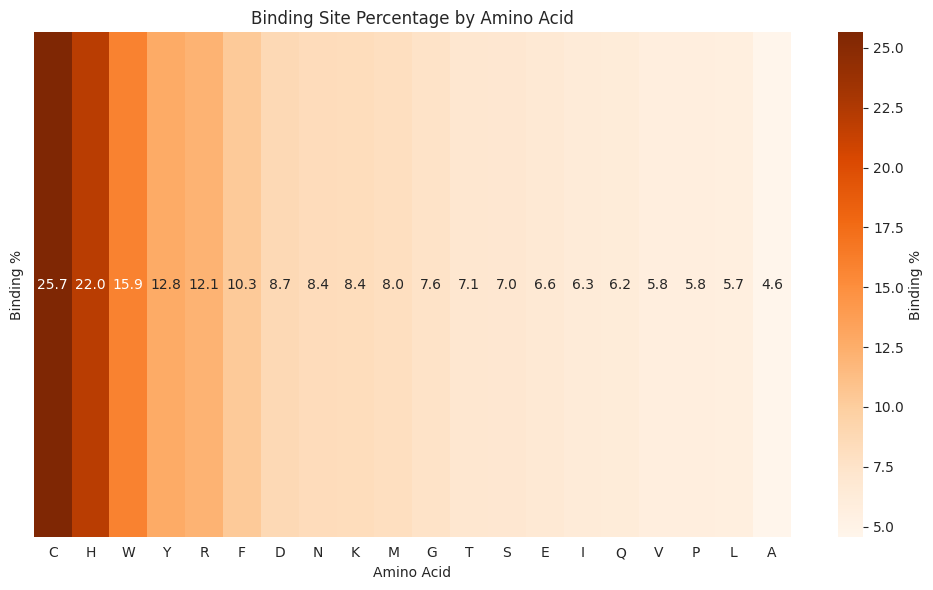 Binding Site Percentage by Amino Acid
Binding %
25.7 22.0 15.9 12.8 12.1 10.3 8.7 8.4 8.4 8.0 7.6 7.1 7.0 6.6 6.3 6.2 5.8 5.8 5.7 4.6
C H W Y R F D N K M G T S E I Q V P L A
Amino Acid
25.0
22.5
20.0
17.5
15.0
12.5
10.0
7.5
5.0
Binding %